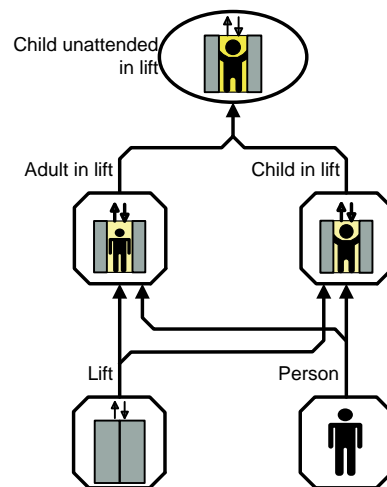 Child unattended
in lift
Adult in lift
Child in lift
Lift
Person